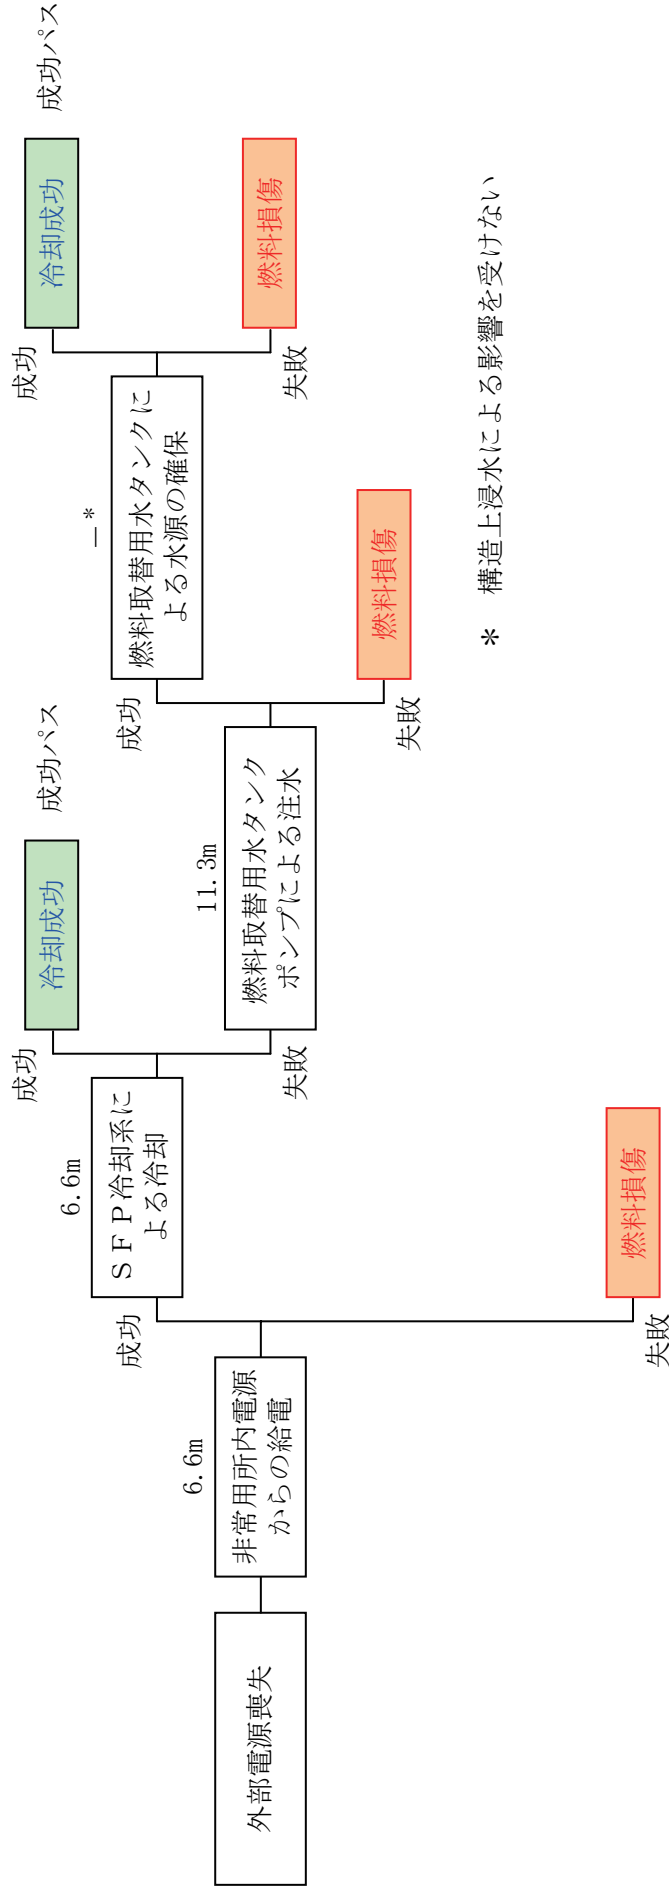 外部電源喪失
6.6m
非常用所内電源
からの給電
成功
失敗
燃料損傷
6.6m
ＳＦＰ冷却系に
よる冷却
成功
冷却成功
成功パス
失敗
11.3m
燃料取替用水タンク
ポンプによる注水
成功
失敗
燃料損傷
－*
燃料取替用水タンクに
よる水源の確保
成功
冷却成功
成功パス
失敗
燃料損傷
＊ 構造上浸水による影響を受けない